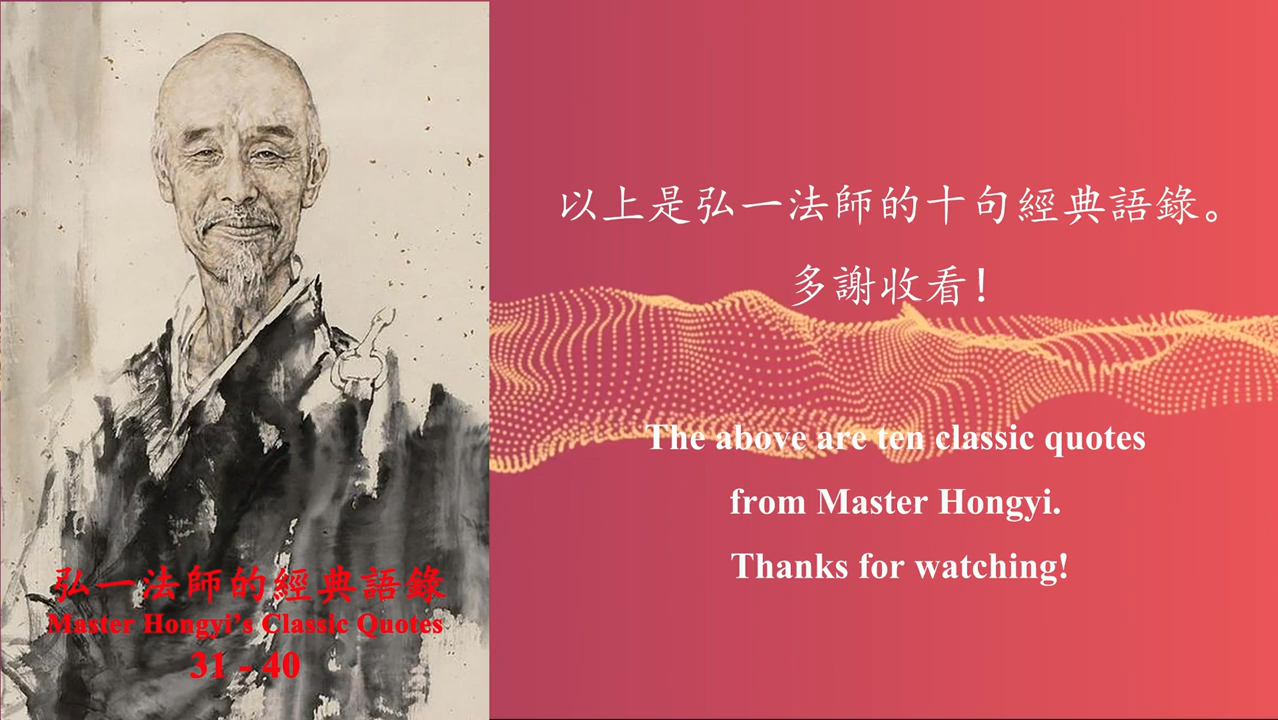 弘一法師的經典語錄
Master Hongyi's Classic Quotes
31 - 40
以上是弘一法師的十句經典語錄。
多謝收看!
The above are ten classic quotes
from Master Hongyi.
Thanks for watching!